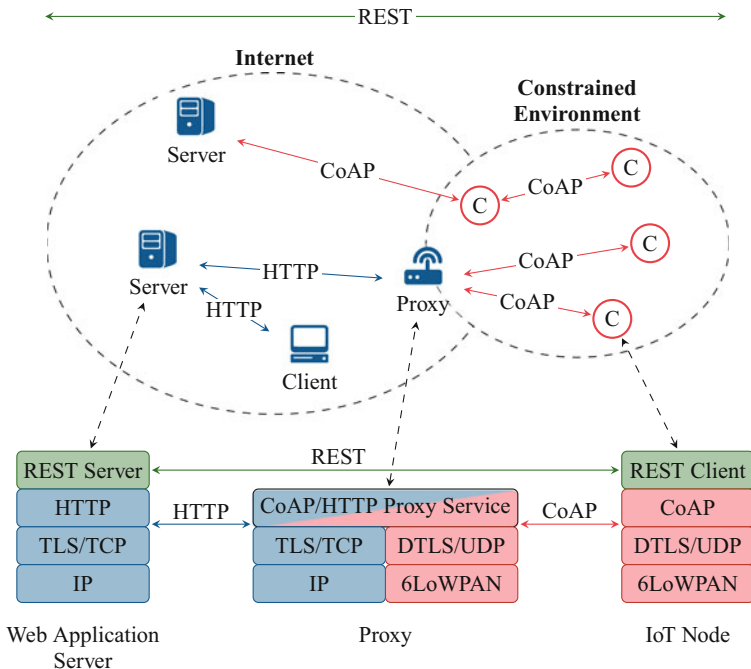 REST
Internet
Constrained
Environment
Server
CoAP
C
CoAP
C
Server
HTTP
Proxy
CoAP
C
HTTP
CoAP
C
Client
REST Server
REST
REST Client
HTTP
HTTP
CoAP/HTTP Proxy Service
CoAP
CoAP
TLS/TCP
TLS/TCP
DTLS/UDP
DTLS/UDP
IP
IP
6LoWPAN
6LoWPAN
Web Application
Server
Proxy
IoT Node